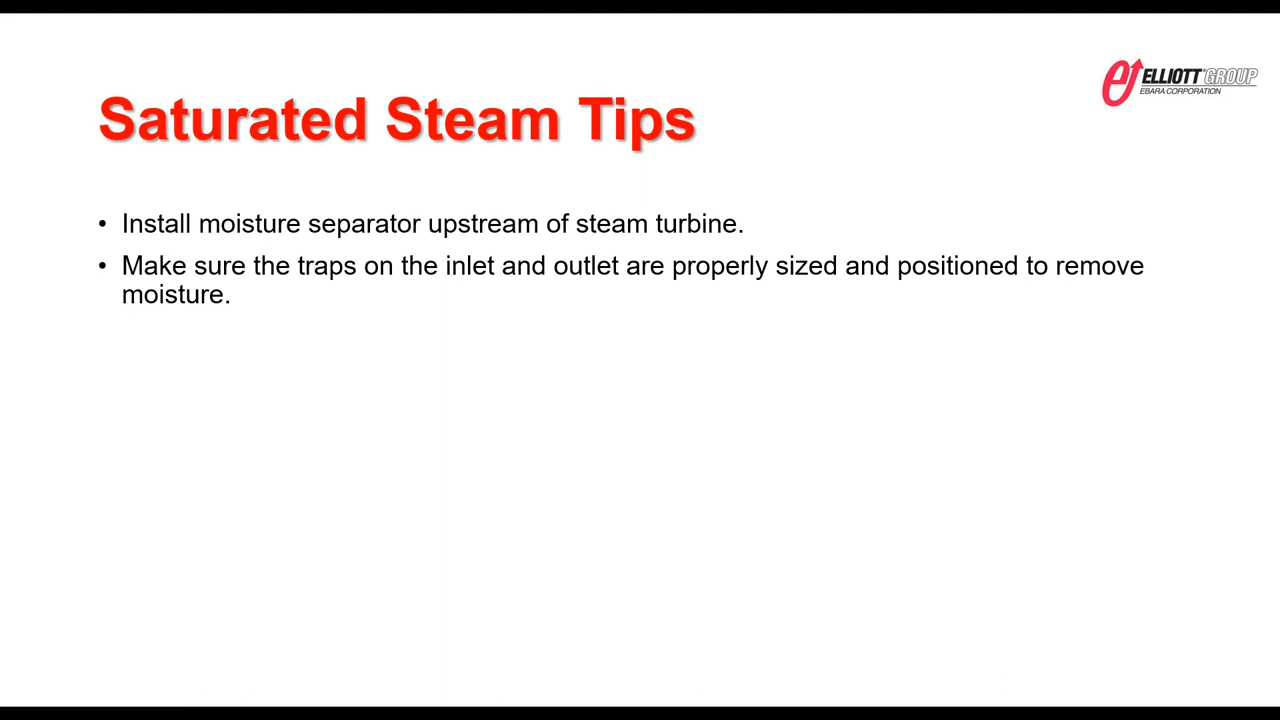 ELLIOTT GROUP
EBARA CORPORATION
Saturated Steam Tips
• Install moisture separator upstream of steam turbine.
• Make sure the traps on the inlet and outlet are properly sized and positioned to remove
moisture.